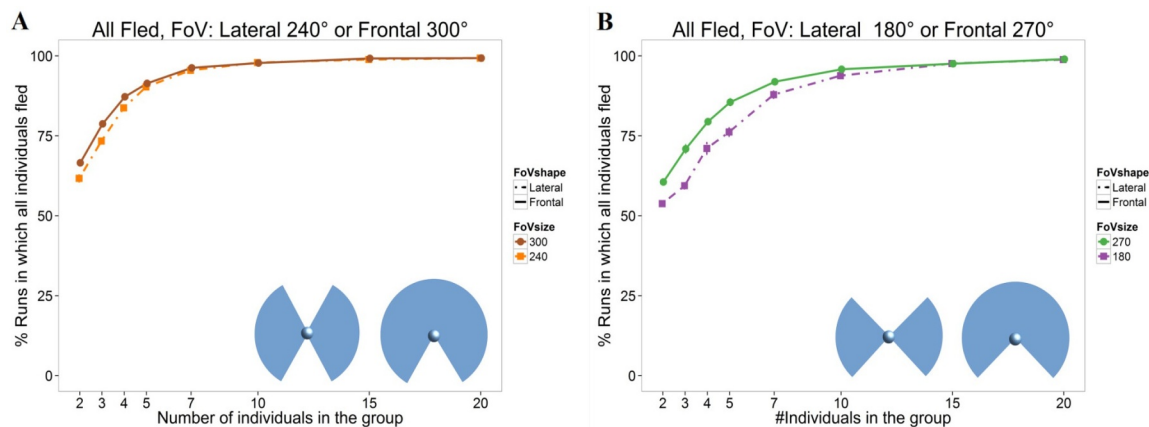 A
All Fled, FoV: Lateral 240° or Frontal 300°
% Runs in which all individuals fled
100
75
50
25
0
2 3 4 5 7 10 15 20
Number of individuals in the group
FoVshape
Lateral
Frontal
FoVsize
300
240
B
All Fled, FoV: Lateral 180° or Frontal 270°
% Runs in which all individuals fled
100
75
50
25
0
2 3 4 5 7 10 15 20
#Individuals in the group
FoVshape
Lateral
Frontal
FoVsize
270
180